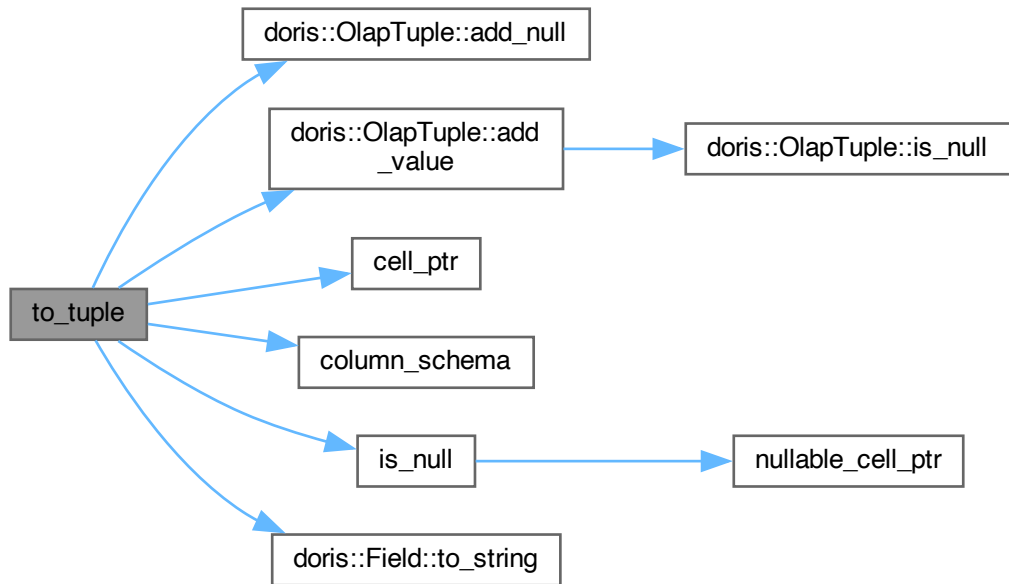 doris::OlapTuple::add_null
doris::OlapTuple::add
_value
doris::OlapTuple::is_null
cell_ptr
to_tuple
column_schema
is_null
nullable_cell_ptr
doris::Field::to_string